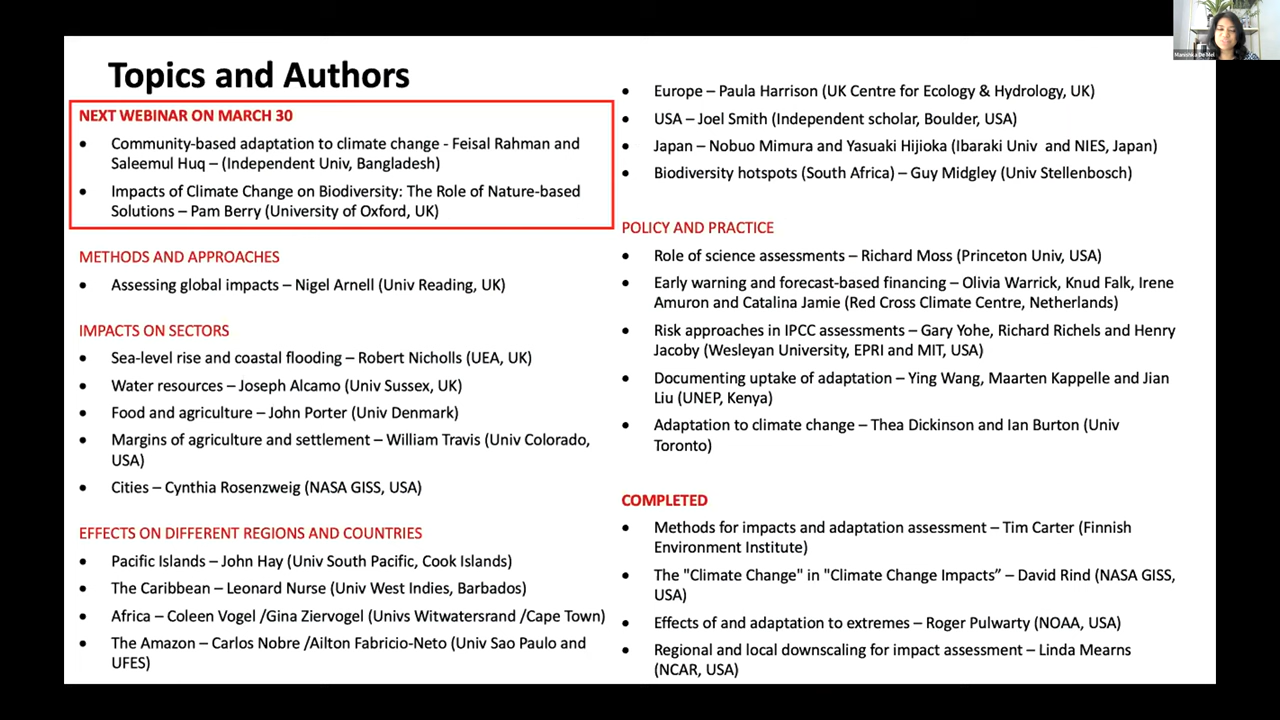 Topics and Authors
NEXT WEBINAR ON MARCH 30
• Community-based adaptation to climate change - Feisal Rahman and
Saleemul Huq – (Independent Univ, Bangladesh)
• Impacts of Climate Change on Biodiversity: The Role of Nature-based
Solutions – Pam Berry (University of Oxford, UK)
METHODS AND APPROACHES
• Assessing global impacts – Nigel Arnell (Univ Reading, UK)
IMPACTS ON SECTORS
• Sea-level rise and coastal flooding – Robert Nicholls (UEA, UK)
• Water resources – Joseph Alcamo (Univ Sussex, UK)
• Food and agriculture – John Porter (Univ Denmark)
• Margins of agriculture and settlement – William Travis (Univ Colorado,
USA)
• Cities – Cynthia Rosenzweig (NASA GISS, USA)
EFFECTS ON DIFFERENT REGIONS AND COUNTRIES
• Pacific Islands – John Hay (Univ South Pacific, Cook Islands)
• The Caribbean – Leonard Nurse (Univ West Indies, Barbados)
• Africa – Coleen Vogel /Gina Ziervogel (Univs Witwatersrand /Cape Town)
• The Amazon – Carlos Nobre /Ailton Fabricio-Neto (Univ Sao Paulo and
UFES)
• Europe – Paula Harrison (UK Centre for Ecology & Hydrology, UK)
• USA – Joel Smith (Independent scholar, Boulder, USA)
• Japan – Nobuo Mimura and Yasuaki Hijioka (Ibaraki Univ and NIES, Japan)
• Biodiversity hotspots (South Africa) – Guy Midgley (Univ Stellenbosch)
POLICY AND PRACTICE
• Role of science assessments – Richard Moss (Princeton Univ, USA)
• Early warning and forecast-based financing – Olivia Warrick, Knud Falk, Irene
Amuron and Catalina Jamie (Red Cross Climate Centre, Netherlands)
• Risk approaches in IPCC assessments – Gary Yohe, Richard Richels and Henry
Jacoby (Wesleyan University, EPRI and MIT, USA)
• Documenting uptake of adaptation – Ying Wang, Maarten Kappelle and Jian
Liu (UNEP, Kenya)
• Adaptation to climate change – Thea Dickinson and Ian Burton (Univ
Toronto)
COMPLETED
• Methods for impacts and adaptation assessment – Tim Carter (Finnish
Environment Institute)
• The "Climate Change" in "Climate Change Impacts” – David Rind (NASA GISS,
USA)
• Effects of and adaptation to extremes – Roger Pulwarty (NOAA, USA)
• Regional and local downscaling for impact assessment – Linda Mearns
(NCAR, USA)
Manishka De Mel